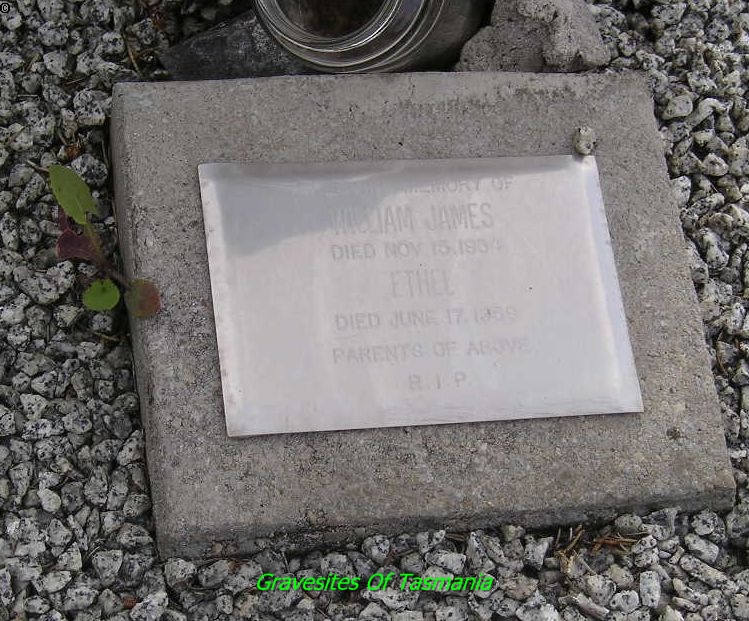 MEMORY OF
WILLIAM JAMES
DIED NOV 15, 1954
ETHEL
DIED JUNE 17, 1959
PARENTS OF ABOVE
R. I. P.
Gravesites Of Tasmania